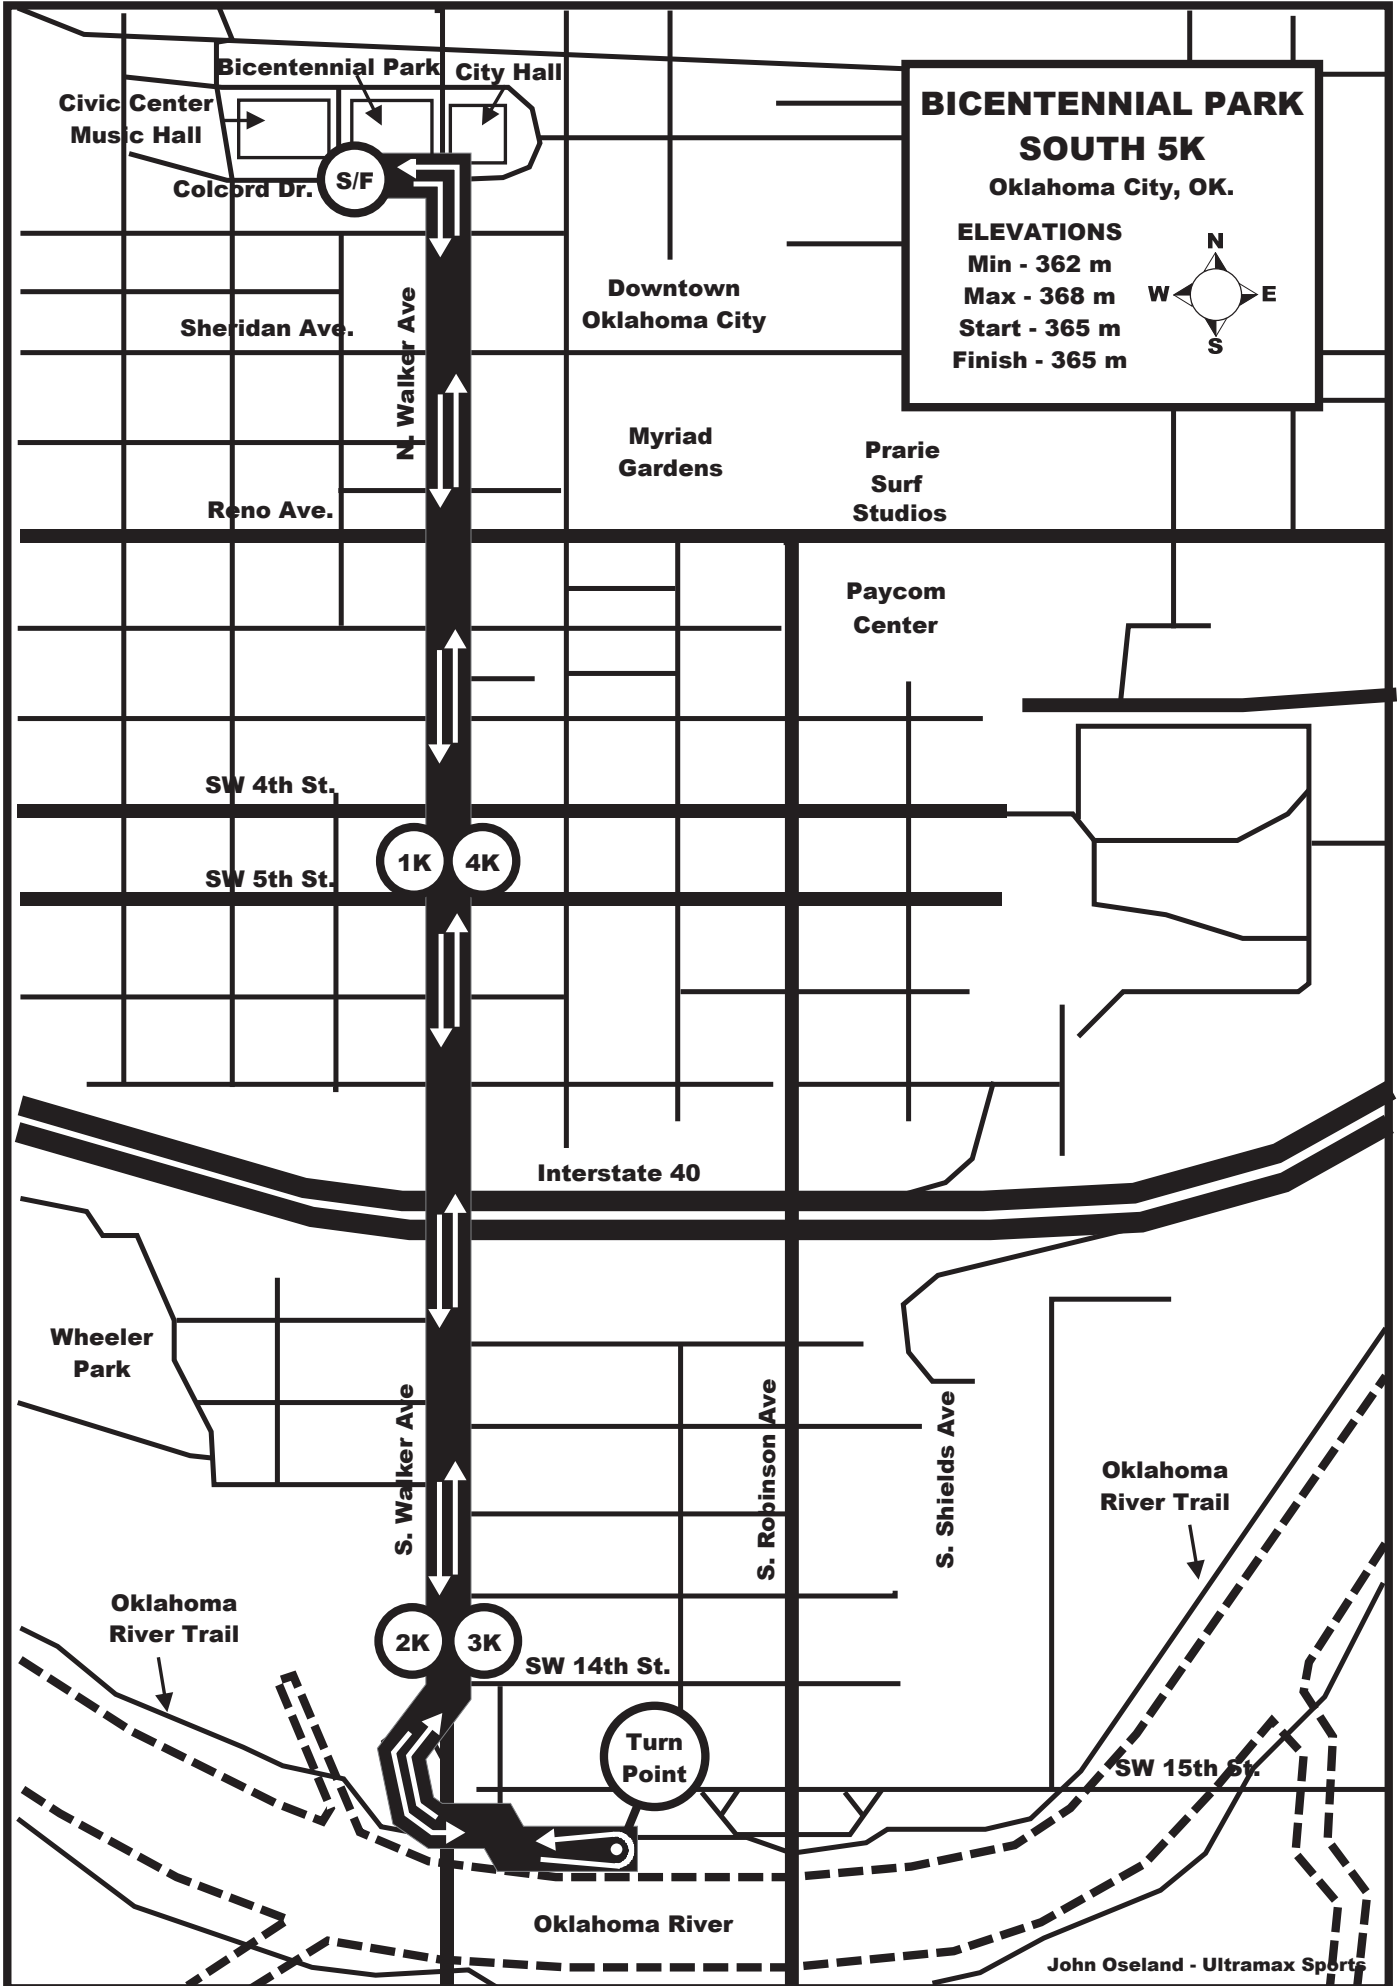 Bicentennial Park
City Hall
Civic Center
Music Hall
S/F
Colcord Dr.
BICENTENNIAL PARK
SOUTH 5K
Oklahoma City, OK.
ELEVATIONS
Min - 362 m
Max - 368 m
Start - 365 m
Finish - 365 m
N
W
E
S
Downtown
Oklahoma City
Sheridan Ave.
N. Walker Ave
Myriad
Gardens
Prarie
Surf
Studios
Reno Ave.
Paycom
Center
SW 4th St.
1K
4K
SW 5th St.
Interstate 40
Wheeler
Park
S. Walker Ave
S. Robinson Ave
S. Shields Ave
Oklahoma
River Trail
Oklahoma
River Trail
2K
3K
SW 14th St.
Turn
Point
SW 15th St.
Oklahoma River
John Oseland - Ultramax Sports